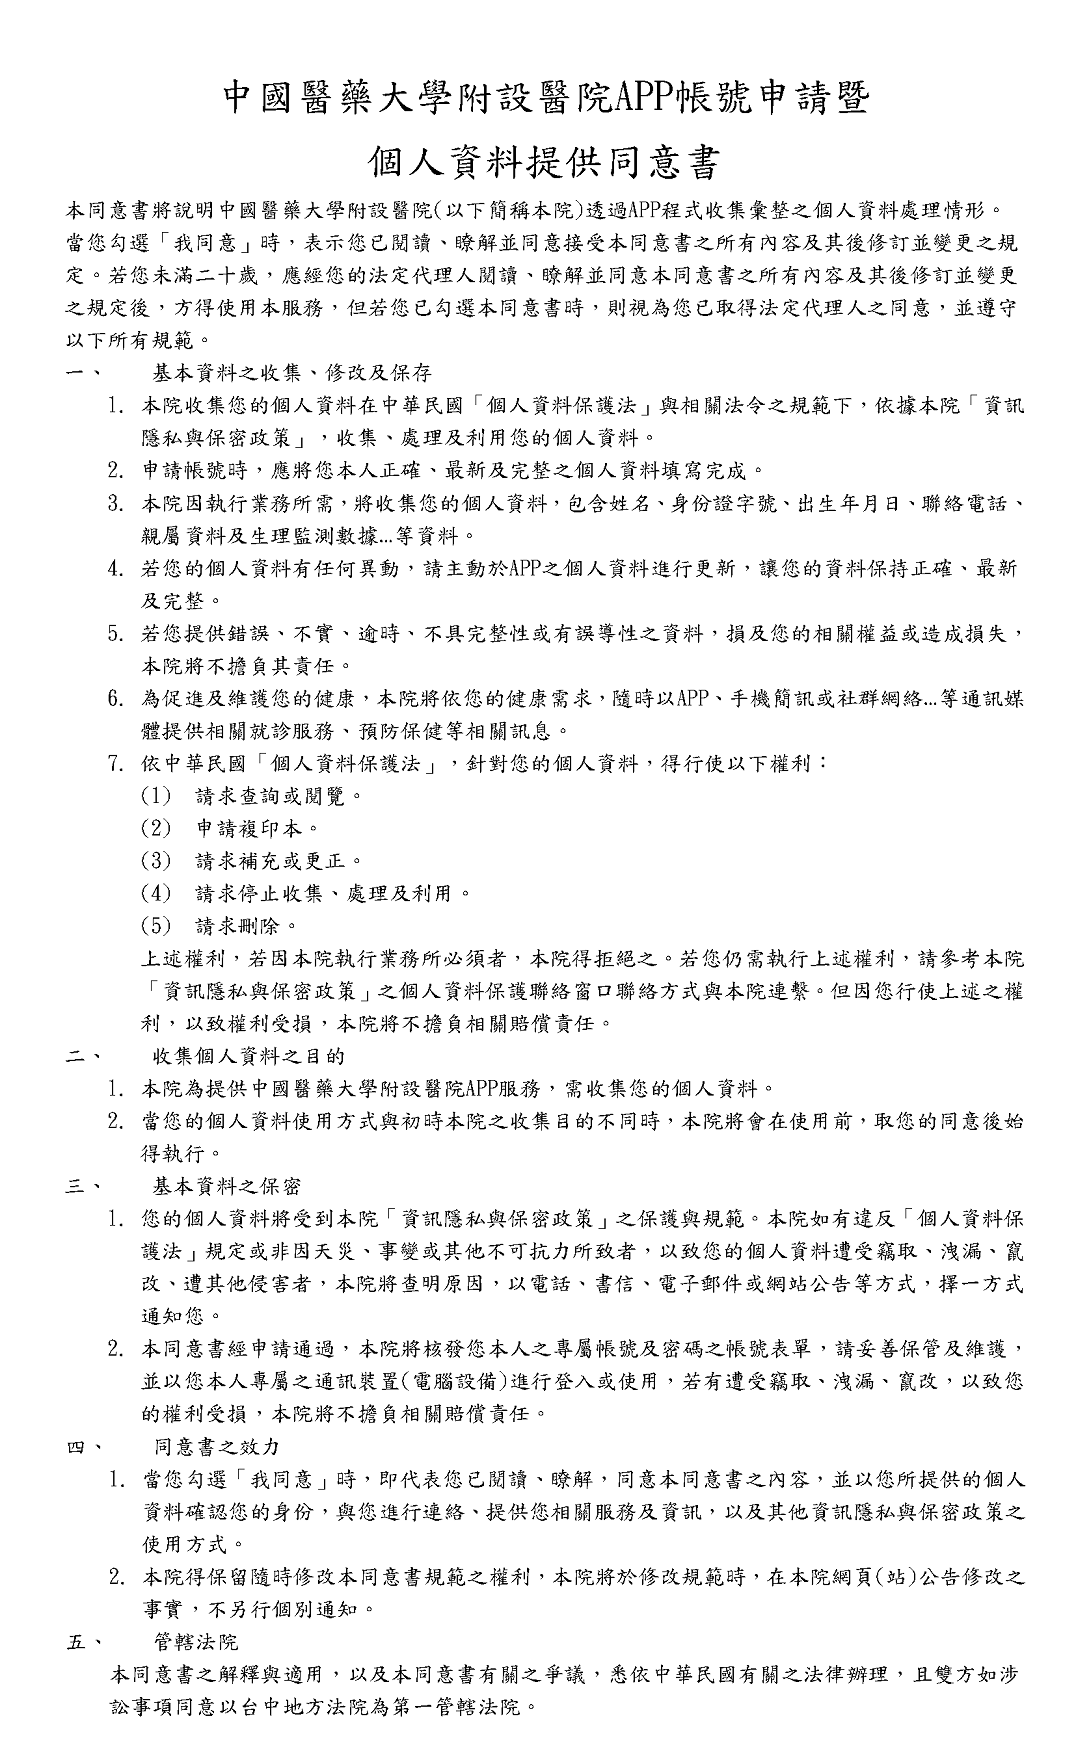 中國醫藥大學附設醫院APP帳號申請暨
個人資料提供同意書
本同意書將說明中國醫藥大學附設醫院(以下簡稱本院)透過APP程式收集彙整之個人資料處理情形。
當您勾選「我同意」時，表示您已閱讀、瞭解並同意接受本同意書之所有內容及其後修訂並變更之規
定。若您未滿二十歲，應經您的法定代理人閱讀、瞭解並同意本同意書之所有內容及其後修訂並變更
之規定後，方得使用本服務，但若您已勾選本同意書時，則視為您已取得法定代理人之同意，並遵守
以下所有規範。
一、 基本資料之收集、修改及保存
1. 本院收集您的個人資料在中華民國「個人資料保護法」與相關法令之規範下，依據本院「資訊
隱私與保密政策」，收集、處理及利用您的個人資料。
2. 申請帳號時，應將您本人正確、最新及完整之個人資料填寫完成。
3. 本院因執行業務所需，將收集您的個人資料，包含姓名、身份證字號、出生年月日、聯絡電話、
親屬資料及生理監測數據…等資料。
4. 若您的個人資料有任何異動，請主動於APP之個人資料進行更新，讓您的資料保持正確、最新
及完整。
5. 若您提供錯誤、不實、逾時、不具完整性或有誤導性之資料，損及您的相關權益或造成損失，
本院將不擔負其責任。
6. 為促進及維護您的健康，本院將依您的健康需求，隨時以APP、手機簡訊或社群網絡…等通訊媒
體提供相關就診服務、預防保健等相關訊息。
7. 依中華民國「個人資料保護法」，針對您的個人資料，得行使以下權利：
(1) 請求查詢或閱覽。
(2) 申請複印本。
(3) 請求補充或更正。
(4) 請求停止收集、處理及利用。
(5) 請求刪除。
上述權利，若因本院執行業務所必須者，本院得拒絕之。若您仍需執行上述權利，請參考本院
「資訊隱私與保密政策」之個人資料保護聯絡窗口聯絡方式與本院連繫。但因您行使上述之權
利，以致權利受損，本院將不擔負相關賠償責任。
二、 收集個人資料之目的
1. 本院為提供中國醫藥大學附設醫院APP服務，需收集您的個人資料。
2. 當您的個人資料使用方式與初時本院之收集目的不同時，本院將會在使用前，取您的同意後始
得執行。
三、 基本資料之保密
1. 您的個人資料將受到本院「資訊隱私與保密政策」之保護與規範。本院如有違反「個人資料保
護法」規定或非因天災、事變或其他不可抗力所致者，以致您的個人資料遭受竊取、洩漏、竄
改、遭其他侵害者，本院將查明原因，以電話、書信、電子郵件或網站公告等方式，擇一方式
通知您。
2. 本同意書經申請通過，本院將核發您本人之專屬帳號及密碼之帳號表單，請妥善保管及維護，
並以您本人專屬之通訊裝置(電腦設備)進行登入或使用，若有遭受竊取、洩漏、竄改，以致您
的權利受損，本院將不擔負相關賠償責任。
四、 同意書之效力
1. 當您勾選「我同意」時，即代表您已閱讀、瞭解，同意本同意書之內容，並以您所提供的個人
資料確認您的身份，與您進行連絡、提供您相關服務及資訊，以及其他資訊隱私與保密政策之
使用方式。
2. 本院得保留隨時修改本同意書規範之權利，本院將於修改規範時，在本院網頁(站)公告修改之
事實，不另行個別通知。
五、 管轄法院
本同意書之解釋與適用，以及本同意書有關之爭議，悉依中華民國有關之法律辦理，且雙方如涉
訟事項同意以台中地方法院為第一管轄法院。